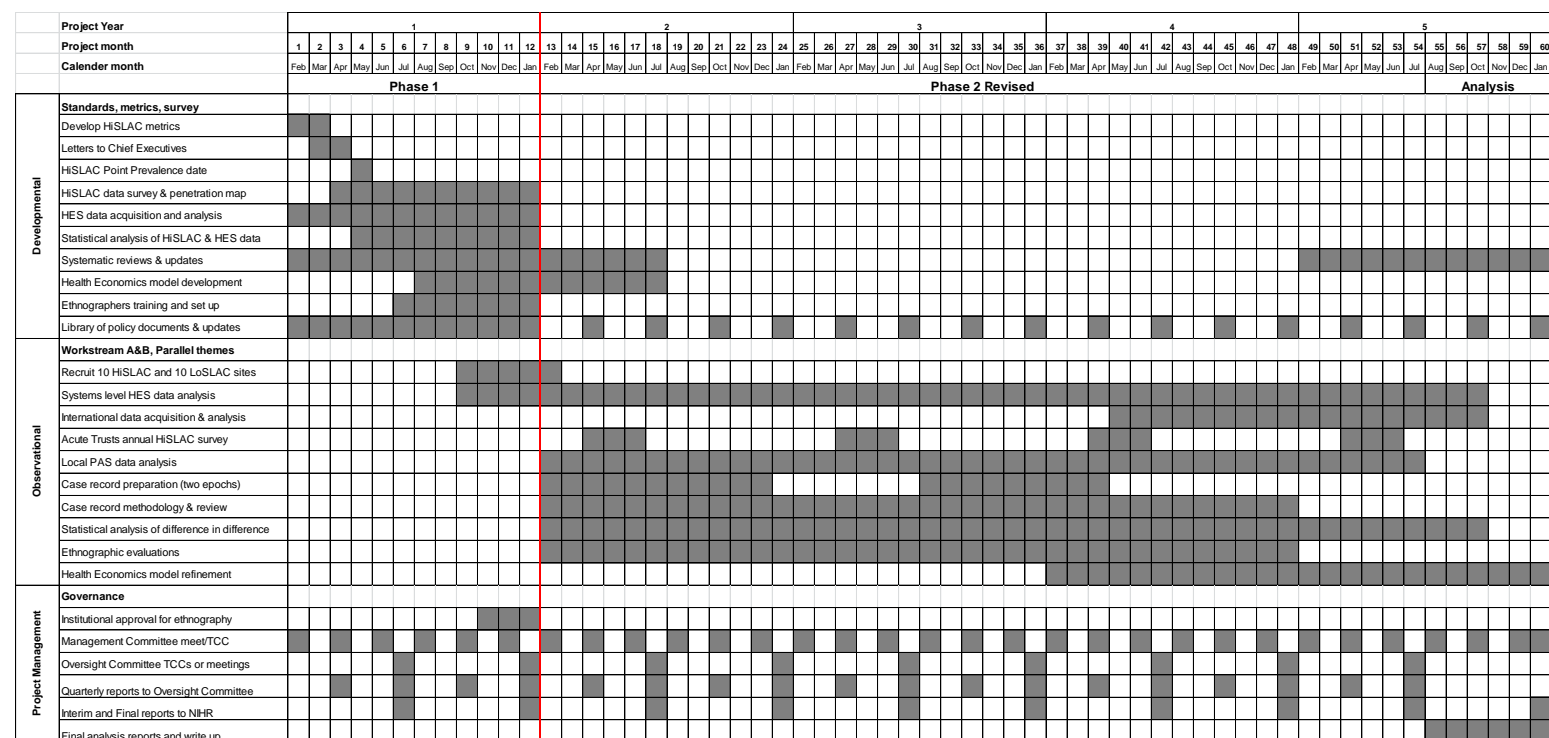 Project Year 1 2 3 4 5
Project month 1 2 3 4 5 6 7 8 9 10 11 12 13 14 15 16 17 18 19 20 21 22 23 24 25 26 27 28 29 30 31 32 33 34 35 36 37 38 39 40 41 42 43 44 45 46 47 48 49 50 51 52 53 54 55 56 57 58 59 60
Calender month Feb Mar Apr May Jun Jul Aug Sep Oct Nov Dec Jan Feb Mar Apr May Jun Jul Aug Sep Oct Nov Dec Jan Feb Mar Apr May Jun Jul Aug Sep Oct Nov Dec Jan Feb Mar Apr May Jun Jul Aug Sep Oct Nov Dec Jan Feb Mar Apr May Jun Jul Aug Sep Oct Nov Dec Jan
Phase 1 Phase 2 Revised Analysis
Developmental
Standards, metrics, survey
Develop HiSLAC metrics
Letters to Chief Executives
HiSLAC Point Prevalence date
HiSLAC data survey & penetration map
HES data acquisition and analysis
Statistical analysis of HiSLAC & HES data
Systematic reviews & updates
Health Economics model development
Ethnographers training and set up
Library of policy documents & updates
Observational
Workstream A&B, Parallel themes
Recruit 10 HiSLAC and 10 LoSLAC sites
Systems level HES data analysis
International data acquisition & analysis
Acute Trusts annual HiSLAC survey
Local PAS data analysis
Case record preparation (two epochs)
Case record methodology & review
Statistical analysis of difference in difference
Ethnographic evaluations
Health Economics model refinement
Project Management
Governance
Institutional approval for ethnography
Management Committee meet/TCC
Oversight Committee TCCs or meetings
Quarterly reports to Oversight Committee
Interim and Final reports to NIHR
Final analysis reports and write up